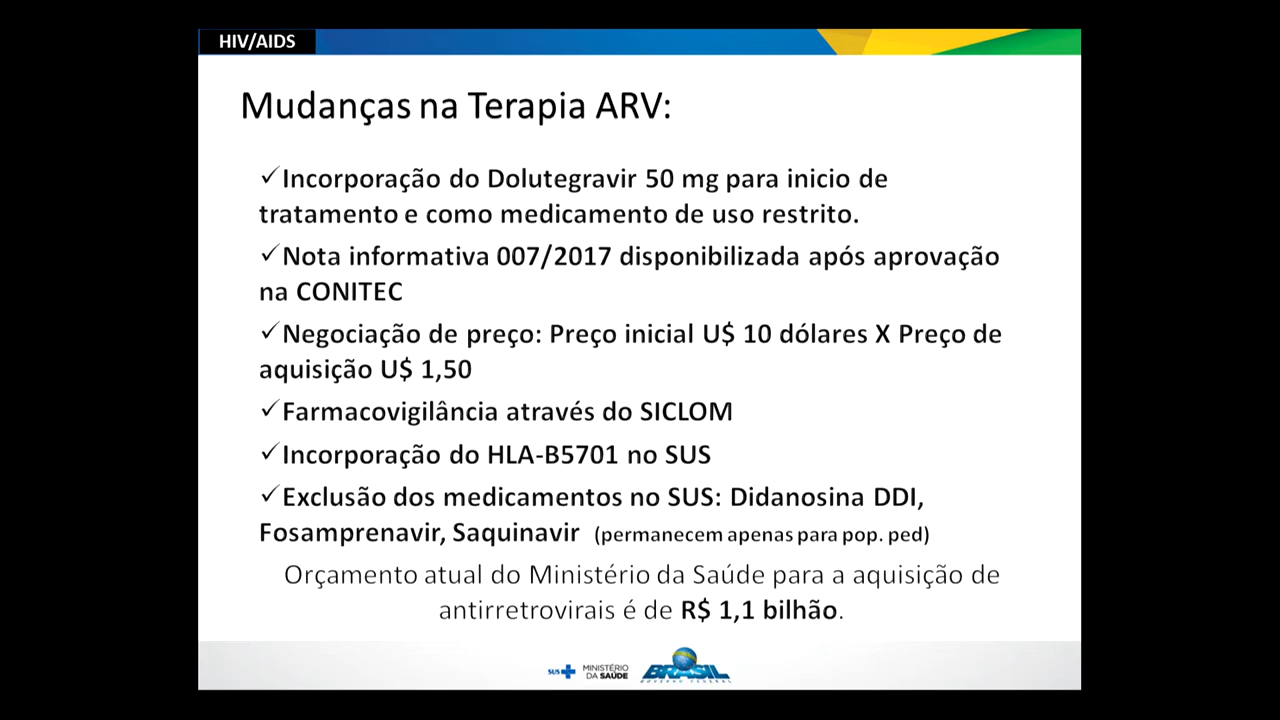 HIV/AIDS
Mudanças na Terapia ARV:
✓Incorporação do Dolutegravir 50 mg para inicio de
tratamento e como medicamento de uso restrito.
✓Nota informativa 007/2017 disponibilizada após aprovação
na CONITEC
✓Negociação de preço: Preço inicial U$ 10 dólares X Preço de
aquisição U$ 1,50
✓Farmacovigilância através do SICLOM
✓Incorporação do HLA-B5701 no SUS
✓Exclusão dos medicamentos no SUS: Didanosina DDI,
Fosamprenavir, Saquinavir (permanecem apenas para pop. ped)
Orçamento atual do Ministério da Saúde para a aquisição de
antirretrovirais é de R$ 1,1 bilhão.
SUS MINISTÉRIO
DA SAÚDE
BRASIL
GOVERNO FEDERAL